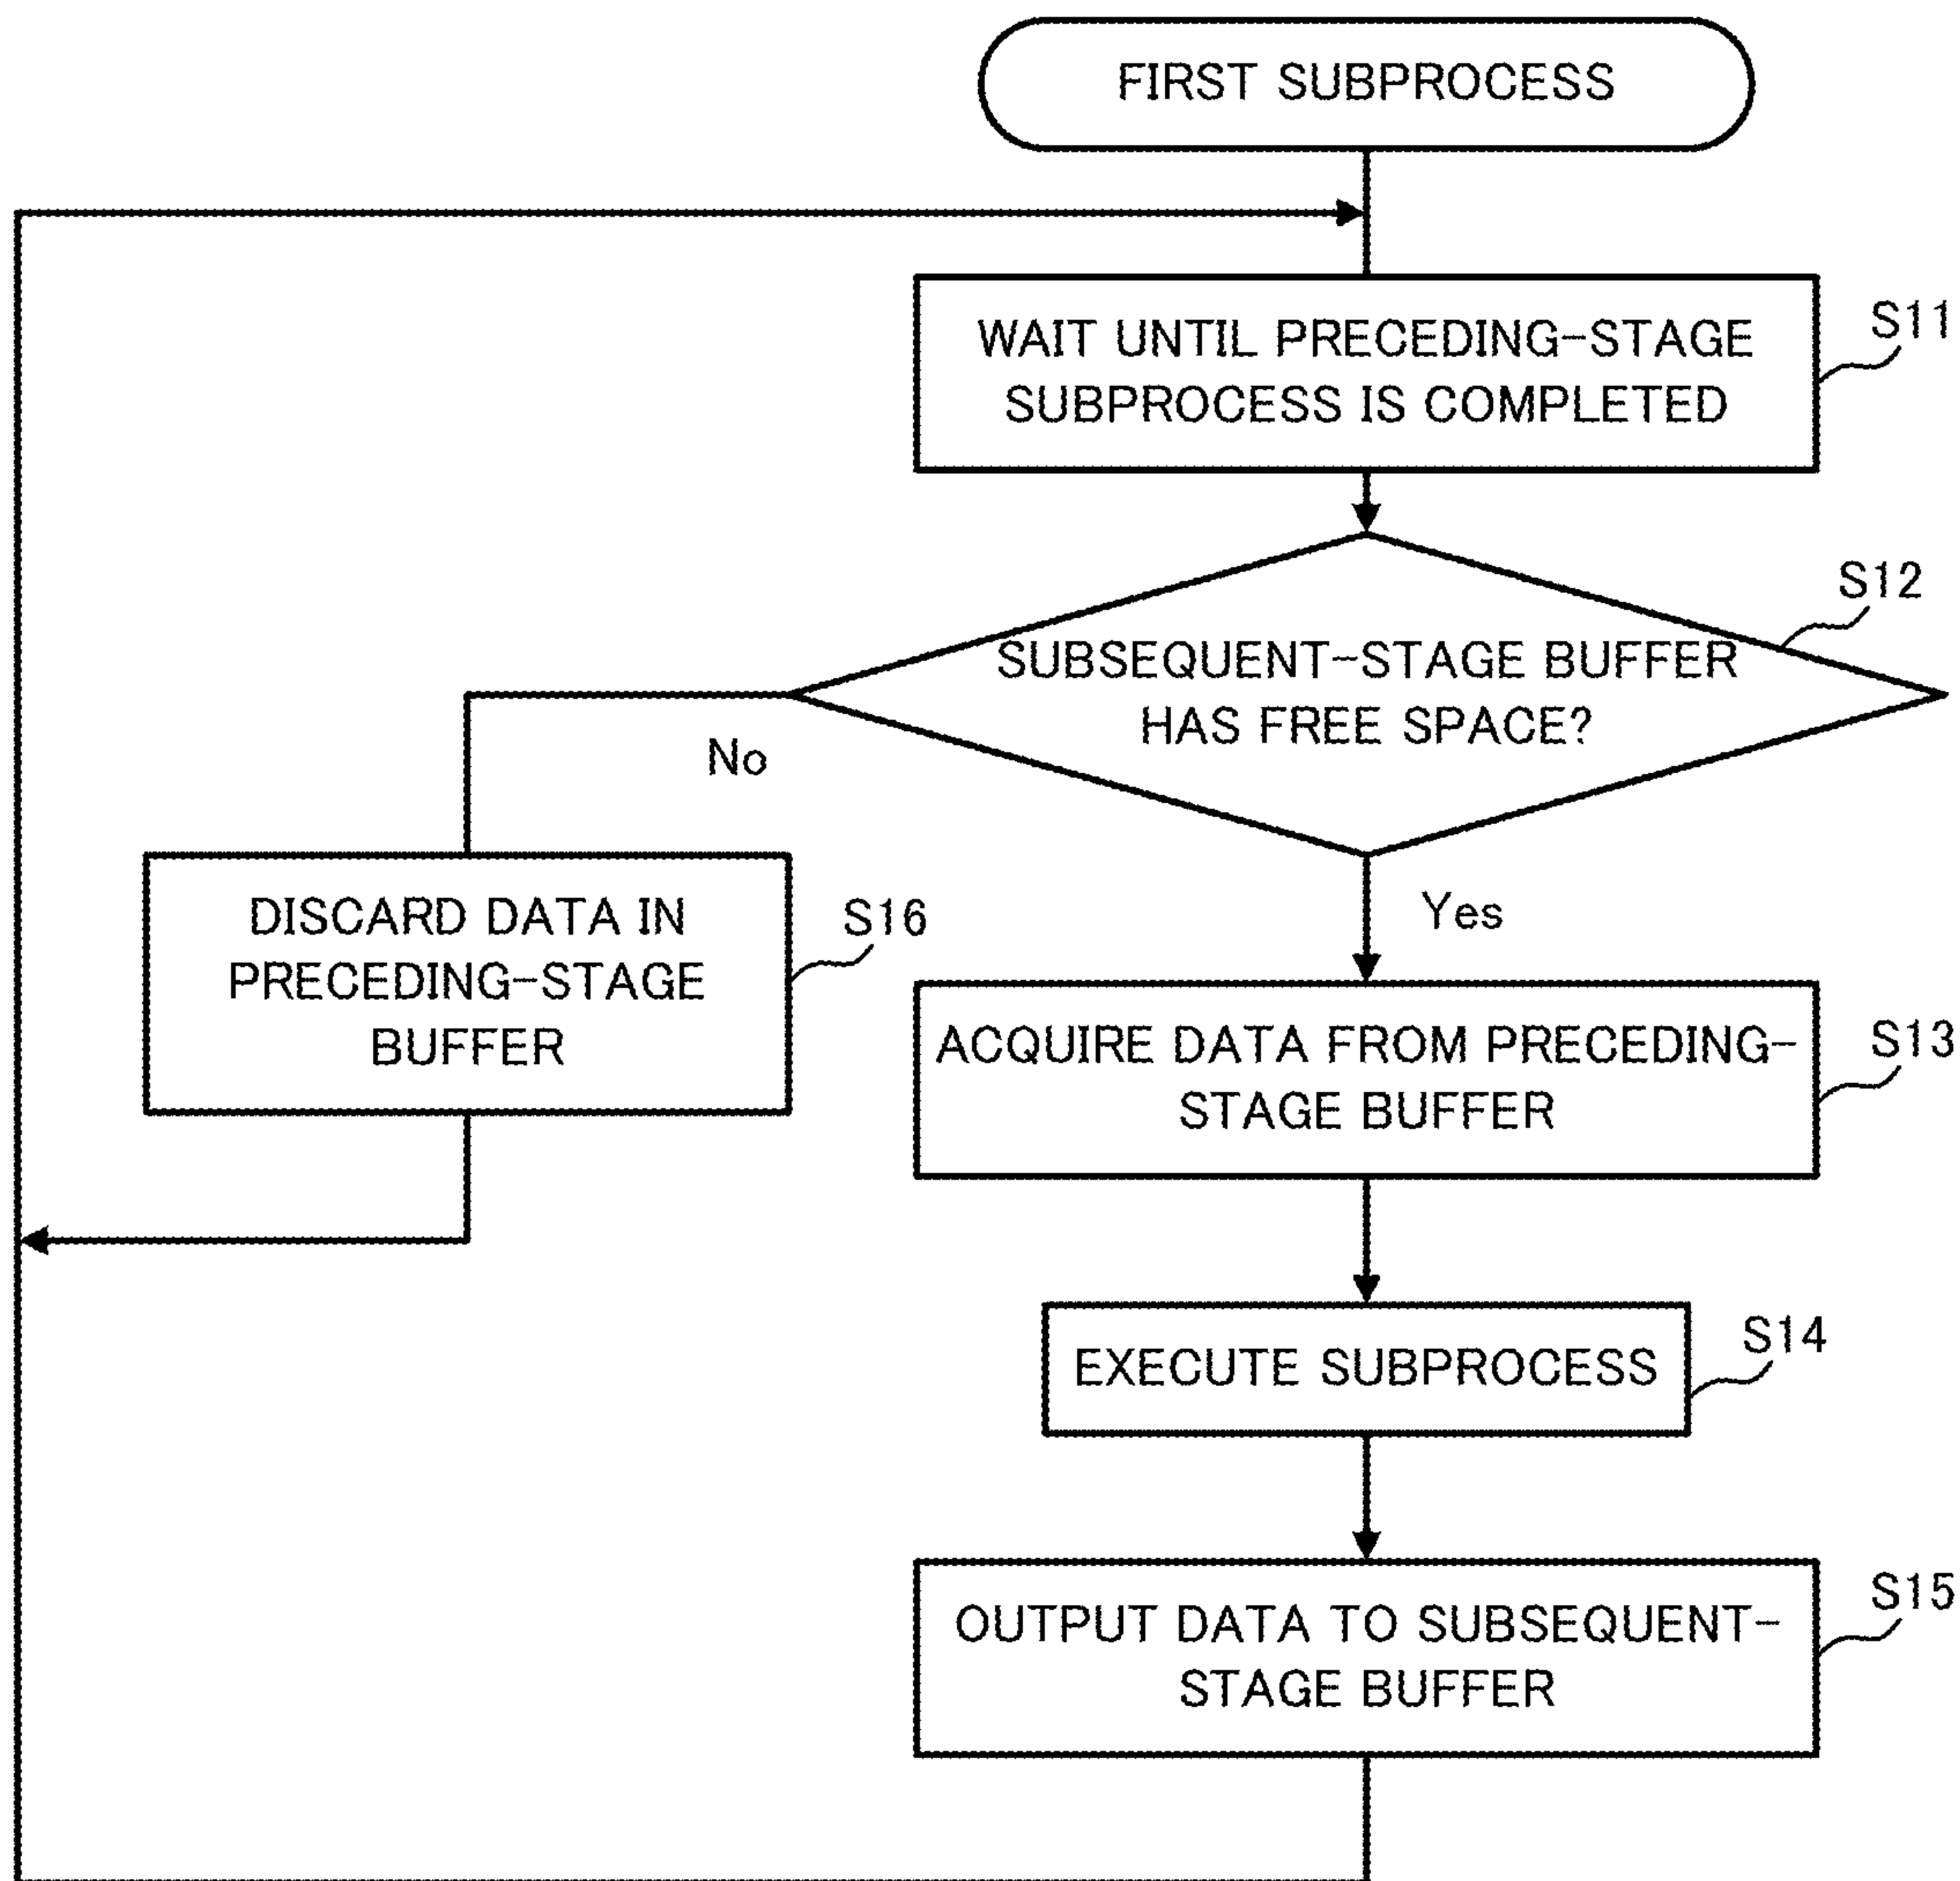 FIRST SUBPROCESS
WAIT UNTIL PRECEDING-STAGE
SUBPROCESS IS COMPLETED
S11
S12
SUBSEQUENT-STAGE BUFFER
HAS FREE SPACE?
No
Yes
DISCARD DATA IN
PRECEDING-STAGE
BUFFER
S16
ACQUIRE DATA FROM PRECEDING-
STAGE BUFFER
S13
EXECUTE SUBPROCESS
S14
OUTPUT DATA TO SUBSEQUENT-
STAGE BUFFER
S15